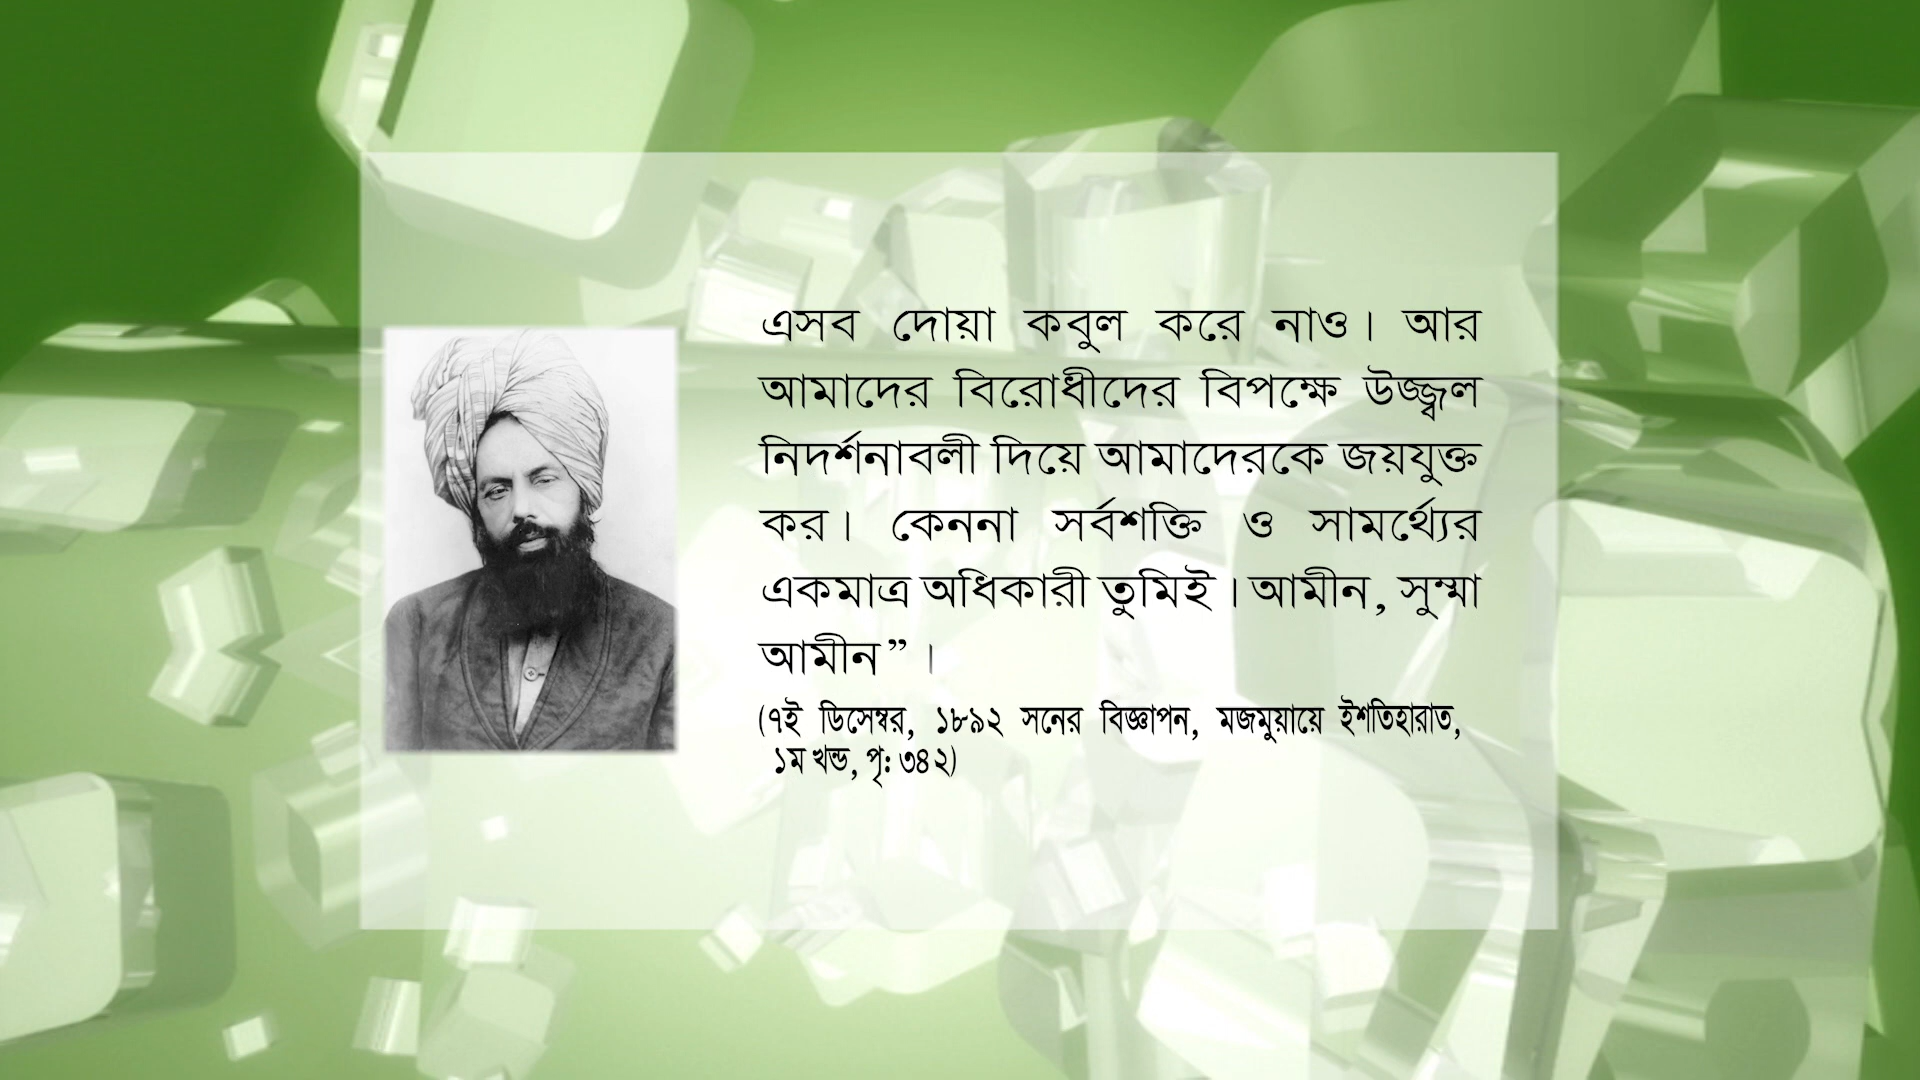 এসব দোয়া কবুল করে নাও। আর
আমাদের বিরোধীদের বিপক্ষে উজ্জ্বল
নিদর্শনাবলী দিয়ে আমাদেরকে জয়যুক্ত
কর। কেননা সর্বশক্তি ও সামর্থ্যের
একমাত্র অধিকারী তুমিই। আমীন, সুম্মা
আমীন”।
(৭ই ডিসেম্বর, ১৮৯২ সনের বিজ্ঞাপন, মজমুয়ায়ে ইশতিহারাত,
১ম খন্ড, পৃ: ৩৪২)